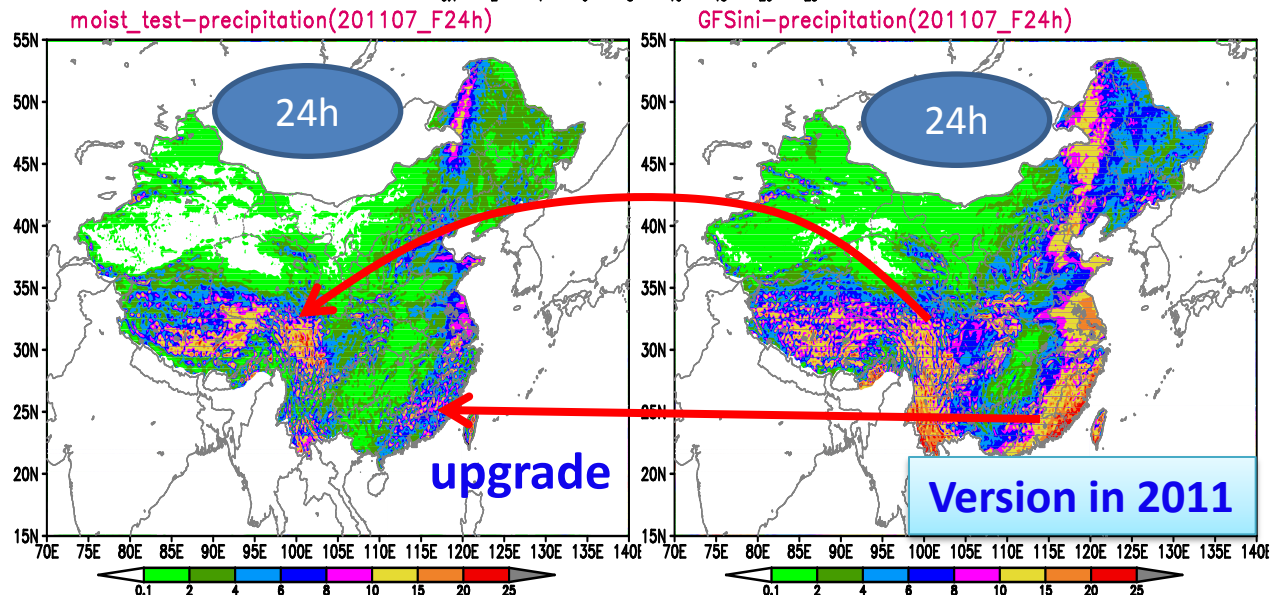 moist_test-precipitation(201107_F24h)
GFSini-precipitation(201107_F24h)
55N
50N
45N
40N
35N
30N
25N
20N
15N
24h
upgrade
70E 75E 80E 85E 90E 95E 100E 105E 110E 115E 120E 125E 130E 135E 140E
0.1 2 4 6 8 10 15 20 25
55N
50N
45N
40N
35N
30N
25N
20N
15N
24h
Version in 2011
70E 75E 80E 85E 90E 95E 100E 105E 110E 115E 120E 125E 130E 135E
0.1 2 4 6 8 10 15 20 25